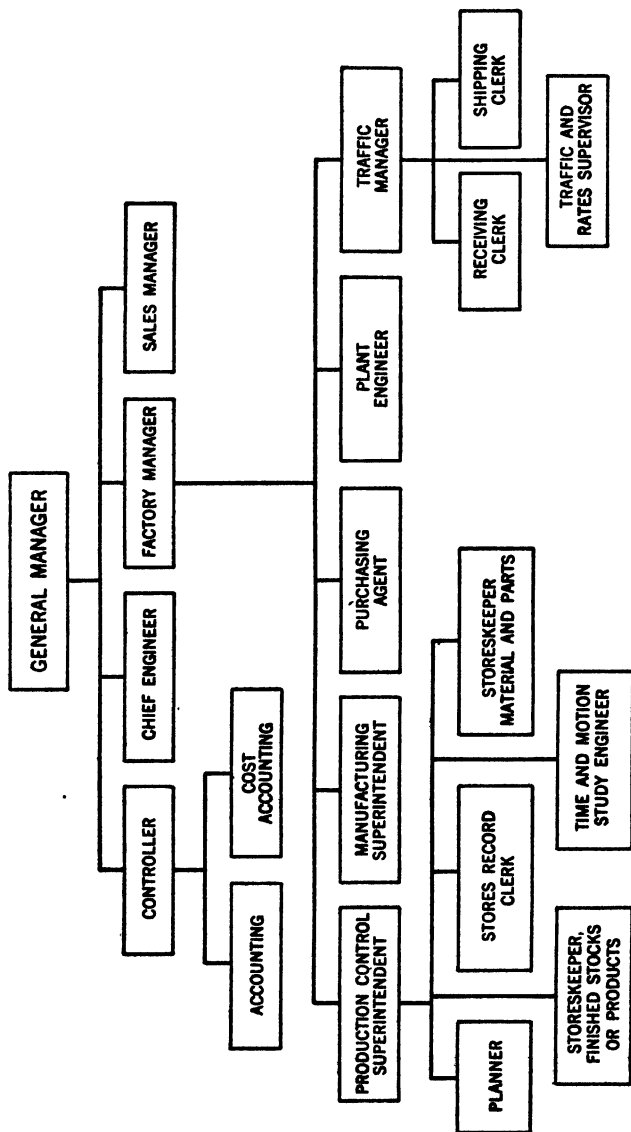 GENERAL MANAGER
CONTROLLER
CHIEF ENGINEER
FACTORY MANAGER
SALES MANAGER
ACCOUNTING
COST
ACCOUNTING
PRODUCTION CONTROL
SUPERINTENDENT
MANUFACTURING
SUPERINTENDENT
PURCHASING
AGENT
PLANT
ENGINEER
TRAFFIC
MANAGER
PLANNER
STORES RECORD
CLERK
STORESKEEPER
MATERIAL AND PARTS
RECEIVING
CLERK
SHIPPING
CLERK
STORESKEEPER,
FINISHED STOCKS
OR PRODUCTS
TIME AND MOTION
STUDY ENGINEER
TRAFFIC AND
RATES SUPERVISOR